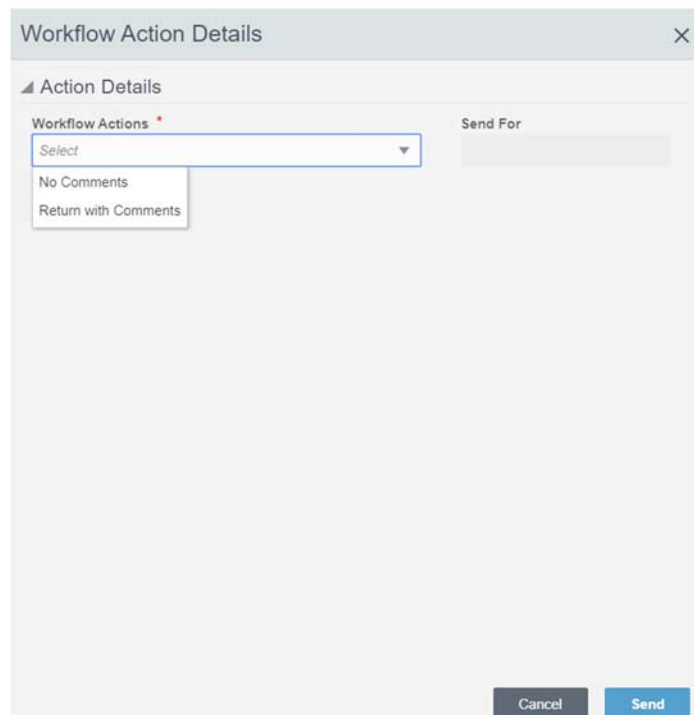 Workflow Action Details
Action Details
Workflow Actions * Send For
Select
No Comments
Return with Comments
Cancel Send